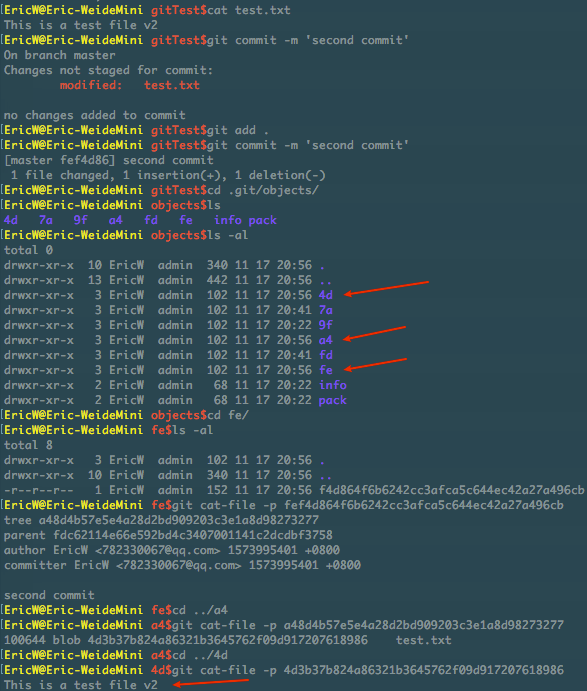 [EricW@Eric-WeideMini gitTest$cat test.txt
This is a test file v2
[EricW@Eric-WeideMini gitTest$git commit -m 'second commit'
On branch master
Changes not staged for commit:
modified: test.txt
no changes added to commit
[EricW@Eric-WeideMini gitTest$git add .
[EricW@Eric-WeideMini gitTest$git commit -m 'second commit'
[master fef4d86] second commit
1 file changed, 1 insertion(+), 1 deletion(-)
[EricW@Eric-WeideMini gitTest$cd .git/objects/
[EricW@Eric-WeideMini objects$ls
4d 7a 9f a4 fd fe info pack
[EricW@Eric-WeideMini objects$ls -al
total 0
drwxr-xr-x 10 EricW admin 340 11 17 20:56 .
drwxr-xr-x 13 EricW admin 442 11 17 20:56 ..
drwxr-xr-x 3 EricW admin 102 11 17 20:56 4d
drwxr-xr-x 3 EricW admin 102 11 17 20:41 7a
drwxr-xr-x 3 EricW admin 102 11 17 20:22 9f
drwxr-xr-x 3 EricW admin 102 11 17 20:56 a4
drwxr-xr-x 3 EricW admin 102 11 17 20:41 fd
drwxr-xr-x 3 EricW admin 102 11 17 20:56 fe
drwxr-xr-x 2 EricW admin 68 11 17 20:22 info
drwxr-xr-x 2 EricW admin 68 11 17 20:22 pack
[EricW@Eric-WeideMini objects$cd fe/
[EricW@Eric-WeideMini fe$ls -al
total 8
drwxr-xr-x 3 EricW admin 102 11 17 20:56 .
drwxr-xr-x 10 EricW admin 340 11 17 20:56 ..
-r--r--r-- 1 EricW admin 152 11 17 20:56 f4d864f6b6242cc3afca5c644ec42a27a496cb
[EricW@Eric-WeideMini fe$git cat-file -p fef4d864f6b6242cc3afca5c644ec42a27a496cb
tree a48d4b57e5e4a28d2bd909203c3e1a8d98273277
parent fdc62114e66e592bd4c3407001141c2dcdbf3758
author EricW <782330067@qq.com> 1573995401 +0800
committer EricW <782330067@qq.com> 1573995401 +0800
second commit
[EricW@Eric-WeideMini fe$cd ../a4
[EricW@Eric-WeideMini a4$git cat-file -p a48d4b57e5e4a28d2bd909203c3e1a8d98273277
100644 blob 4d3b37b824a86321b3645762f09d917207618986 test.txt
[EricW@Eric-WeideMini a4$cd ../4d
[EricW@Eric-WeideMini 4d$git cat-file -p 4d3b37b824a86321b3645762f09d917207618986
This is a test file v2